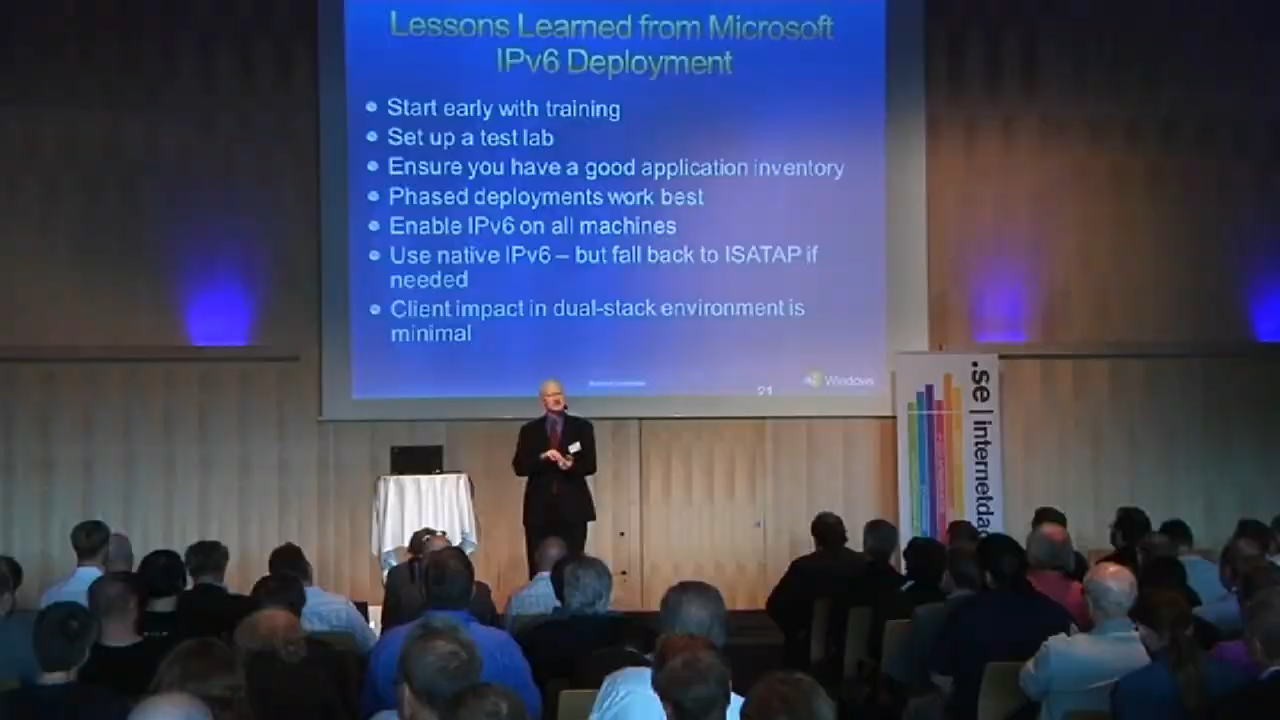 Lessons Learned from Microsoft
IPv6 Deployment
• Start early with training
• Set up a test lab
• Ensure you have a good application inventory
• Phased deployments work best
• Enable IPv6 on all machines
• Use native IPv6 – but fall back to ISATAP if
needed
• Client impact in dual-stack environment is
minimal
21
Windows
.se | internetda